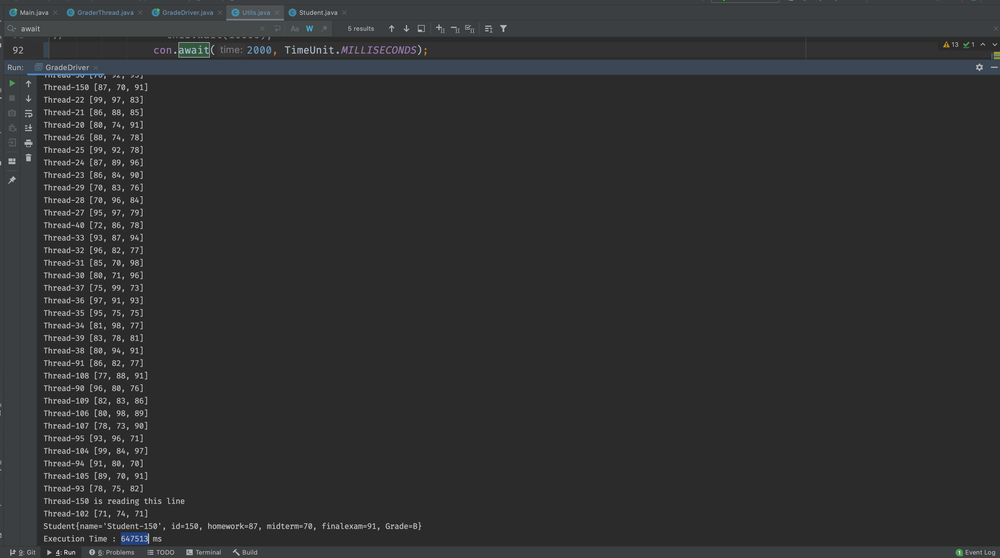 Main.java GraderThread.java GradeDriver.java Utils.java Student.java
await Aa W .* 5 results
92 con.await( time: 2000, TimeUnit.MILLISECONDS); 13 1
Run: GradeDriver
Thread-150 [87, 70, 91]
Thread-22 [99, 97, 83]
Thread-21 [86, 88, 85]
Thread-20 [80, 74, 91]
Thread-26 [88, 74, 78]
Thread-25 [99, 92, 78]
Thread-24 [87, 89, 96]
Thread-23 [86, 84, 90]
Thread-29 [70, 83, 76]
Thread-28 [70, 96, 84]
Thread-27 [95, 97, 79]
Thread-40 [72, 86, 78]
Thread-33 [93, 87, 94]
Thread-32 [96, 82, 77]
Thread-31 [85, 70, 98]
Thread-30 [80, 71, 96]
Thread-37 [75, 99, 73]
Thread-36 [97, 91, 93]
Thread-35 [95, 75, 75]
Thread-34 [81, 98, 77]
Thread-39 [83, 78, 81]
Thread-38 [80, 94, 91]
Thread-91 [86, 82, 77]
Thread-108 [77, 88, 91]
Thread-90 [96, 80, 76]
Thread-109 [82, 83, 86]
Thread-106 [80, 98, 89]
Thread-107 [78, 73, 90]
Thread-95 [93, 96, 71]
Thread-104 [99, 84, 97]
Thread-94 [91, 80, 70]
Thread-105 [89, 70, 91]
Thread-93 [78, 75, 82]
Thread-150 is reading this line
Thread-102 [71, 74, 71]
Student{name='Student-150', id=150, homework=87, midterm=70, finalexam=91, Grade=B}
Execution Time : 647513 ms
9: Git 4: Run 6: Problems TODO Terminal Build 1 Event Log